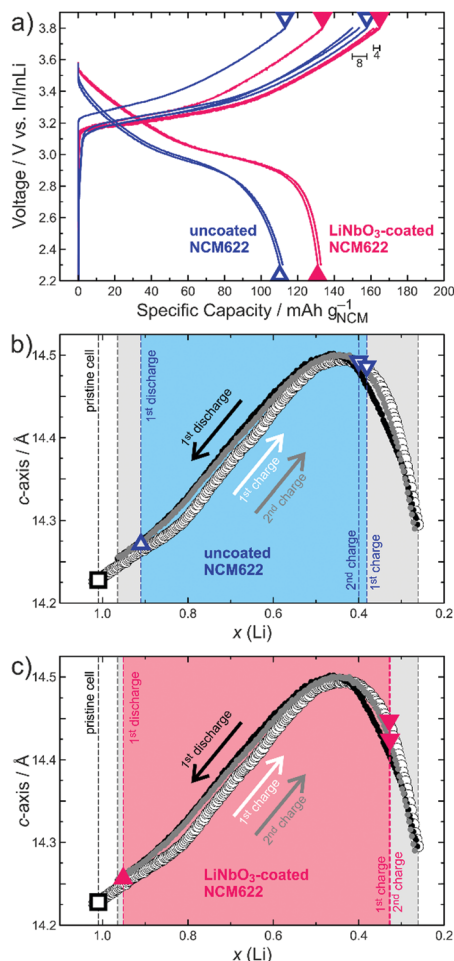 a)
Voltage / V vs. In/InLi
3.8
3.6
3.4
3.2
3.0
2.8
2.6
2.4
2.2
8
4
uncoated
NCM622
LiNbO3-coated
NCM622
0 20 40 60 80 100 120 140 160 180 200
Specific Capacity / mAh g⁻¹NCM
b)
c-axis / Å
14.5
14.4
14.3
14.2
pristine cell
1st discharge
1st discharge
1st charge
2nd charge
uncoated
NCM622
2nd charge
1st charge
1.0 0.8 0.6 0.4 0.2
x (Li)
c)
c-axis / Å
14.5
14.4
14.3
14.2
pristine cell
1st discharge
1st discharge
1st charge
2nd charge
LiNbO3-coated
NCM622
1st charge
2nd charge
1.0 0.8 0.6 0.4 0.2
x (Li)